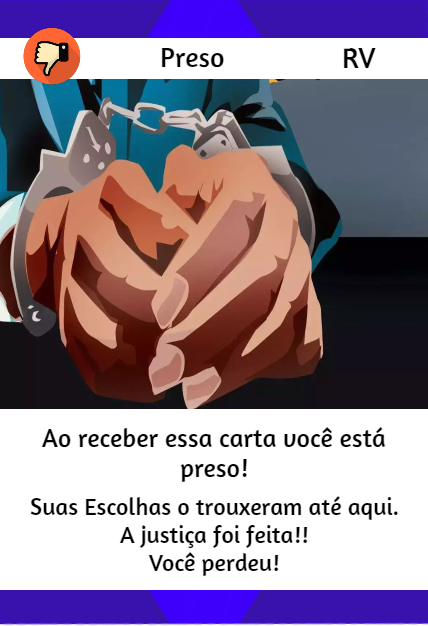 Preso RV
Ao receber essa carta você está
preso!
Suas Escolhas o trouxeram até aqui.
A justiça foi feita!!
Você perdeu!